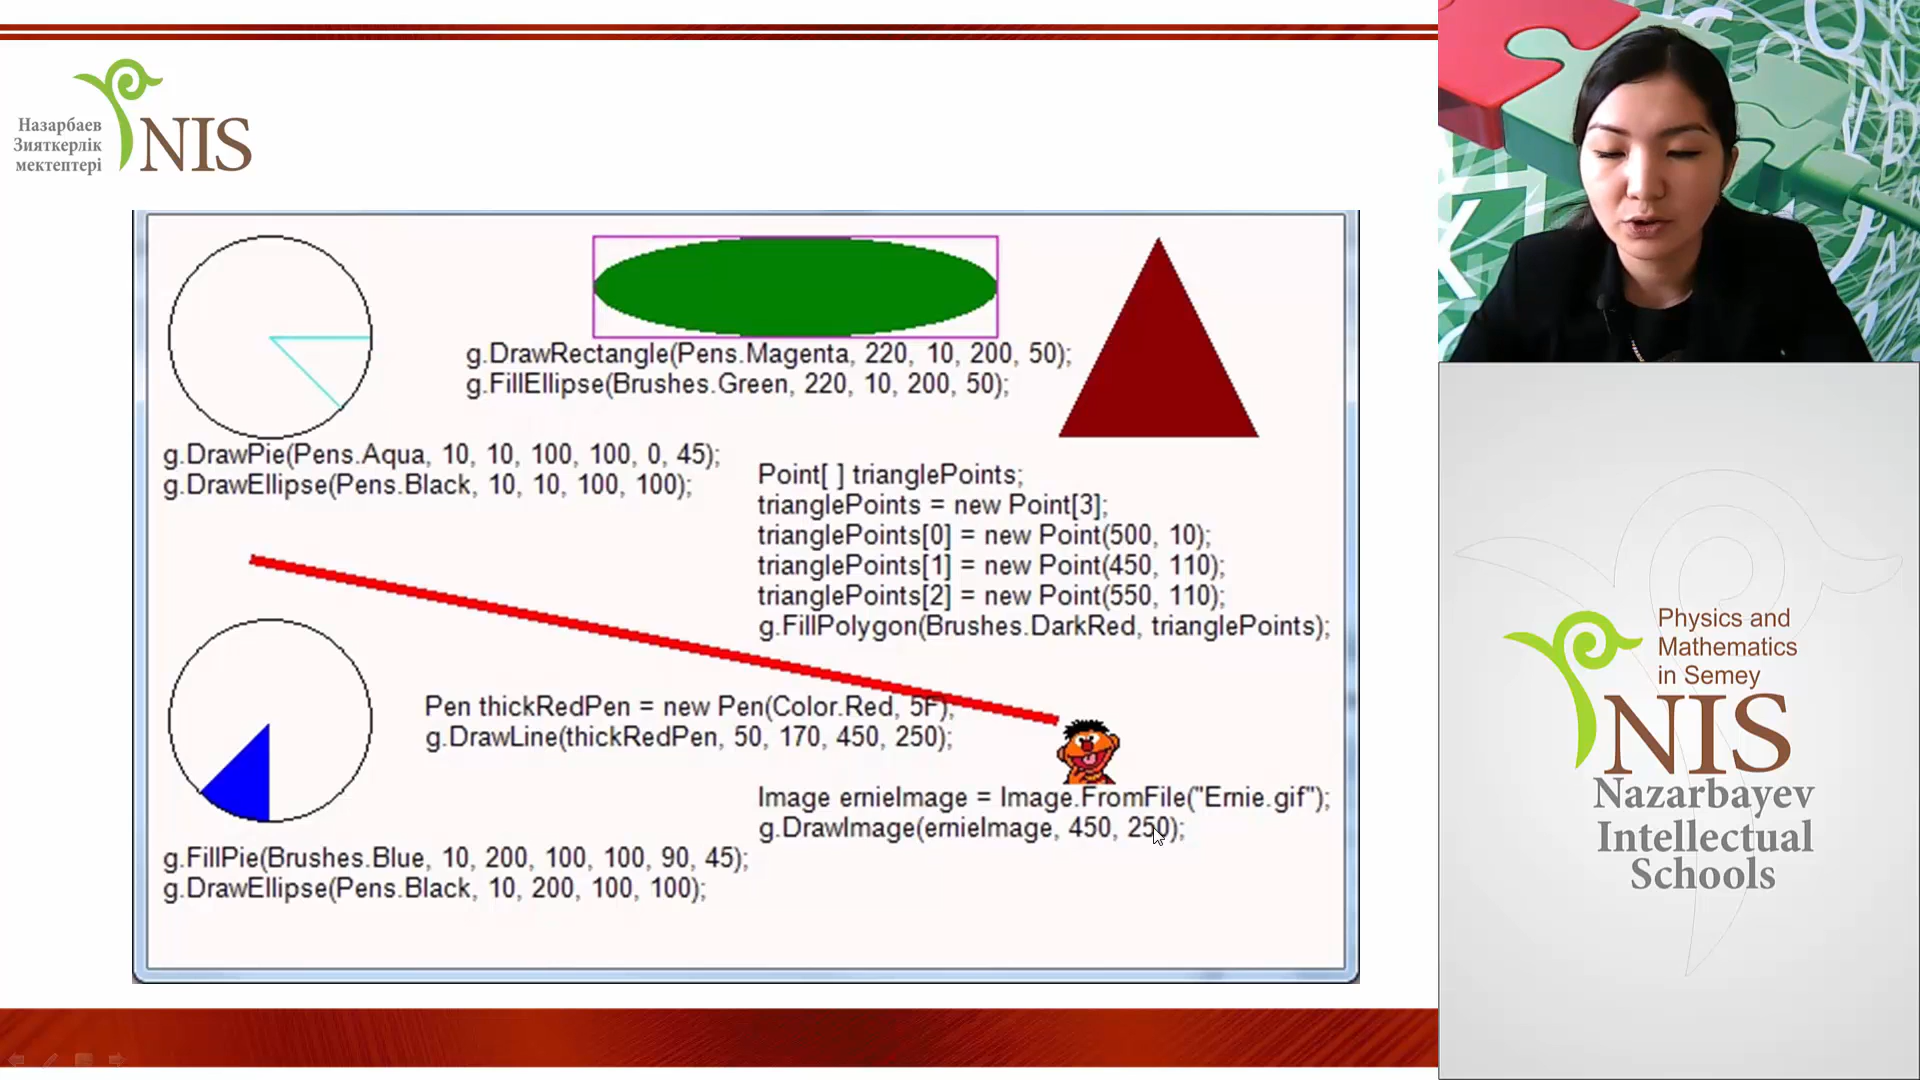 Назарбаев
Зияткерлік
мектептері
NIS
g.DrawRectangle(Pens.Magenta, 220, 10, 200, 50);
g.FillEllipse(Brushes.Green, 220, 10, 200, 50);
g.DrawPie(Pens.Aqua, 10, 10, 100, 100, 0, 45);
g.DrawEllipse(Pens.Black, 10, 10, 100, 100);
Point[ ] trianglePoints;
trianglePoints = new Point[3];
trianglePoints[0] = new Point(500, 10);
trianglePoints[1] = new Point(450, 110);
trianglePoints[2] = new Point(550, 110);
g.FillPolygon(Brushes.DarkRed, trianglePoints);
Pen thickRedPen = new Pen(Color.Red, 5F);
g.DrawLine(thickRedPen, 50, 170, 450, 250);
Image ernieImage = Image.FromFile("Ernie.gif");
g.DrawImage(ernieImage, 450, 250);
g.FillPie(Brushes.Blue, 10, 200, 100, 100, 90, 45);
g.DrawEllipse(Pens.Black, 10, 200, 100, 100);
Physics and
Mathematics
in Semey
NIS
Nazarbayev
Intellectual
Schools